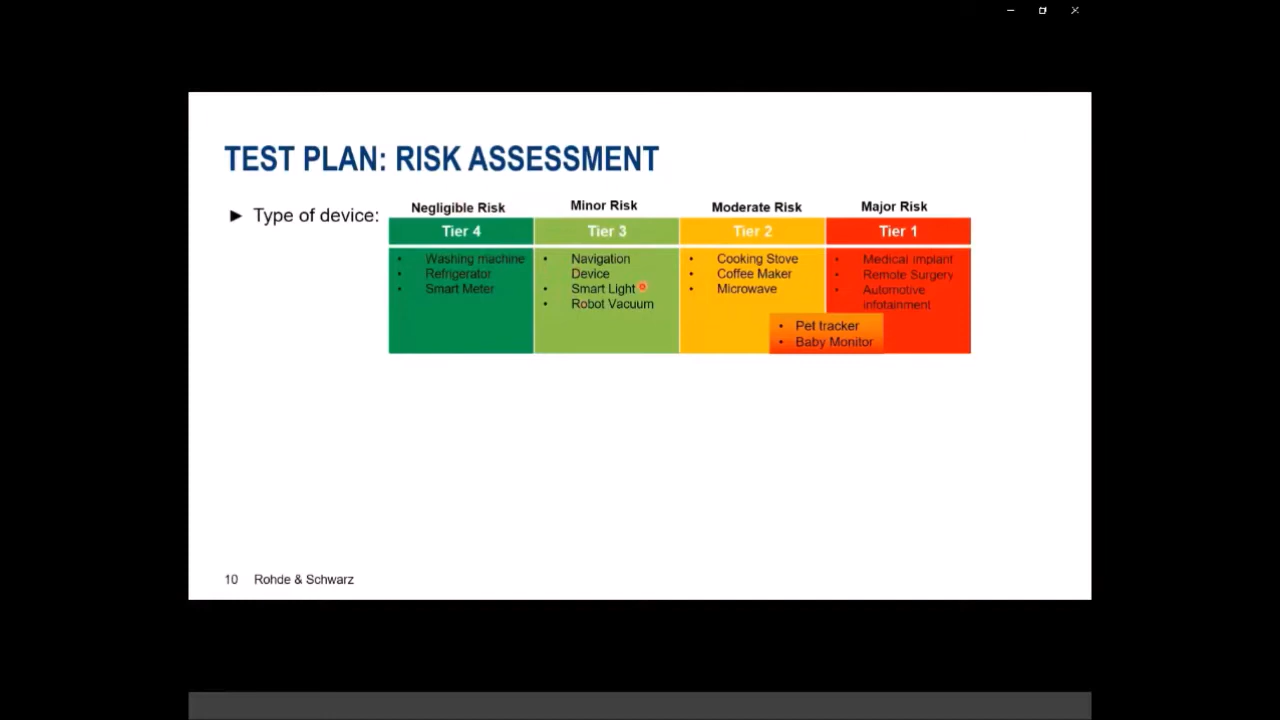 TEST PLAN: RISK ASSESSMENT
► Type of device:
Negligible Risk
Minor Risk
Moderate Risk
Major Risk
Tier 4
Tier 3
Tier 2
Tier 1
• Washing machine
• Refrigerator
• Smart Meter
• Navigation
• Device
• Smart Light
• Robot Vacuum
• Cooking Stove
• Coffee Maker
• Microwave
• Medical implant
• Remote Surgery
• Automotive
infotainment
• Pet tracker
• Baby Monitor
10 Rohde & Schwarz